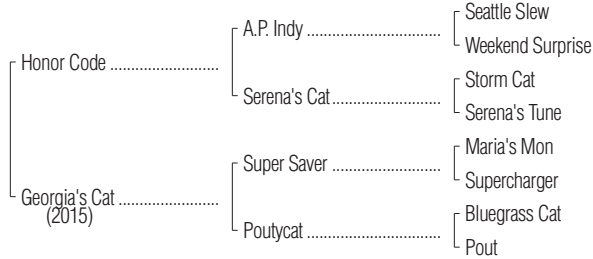 Seattle Slew
A.P. Indy ................................
Weekend Surprise
Honor Code ..........................
Storm Cat
Serena's Cat..........................
Serena's Tune
Maria's Mon
Super Saver ..........................
Supercharger
Georgia's Cat ........................
(2015)
Bluegrass Cat
Poutycat ................................
Pout